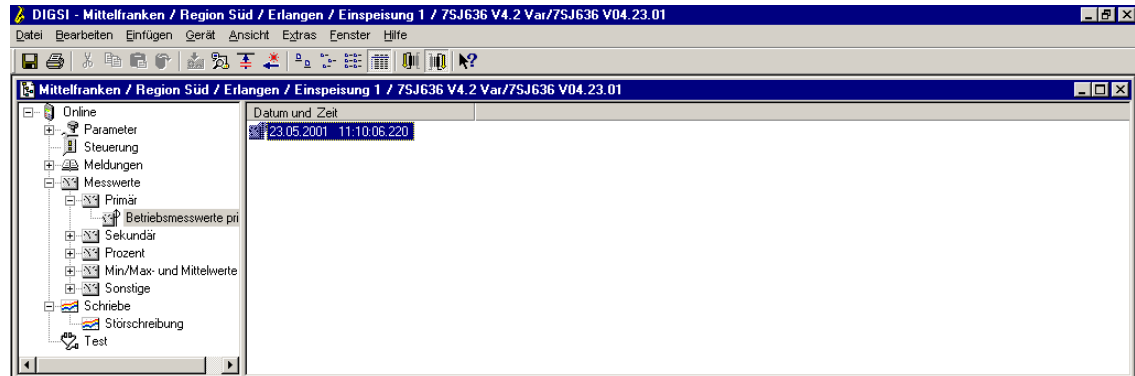 DIGSI - Mittelfranken / Region Süd / Erlangen / Einspeisung 1 / 7SJ636 V4.2 Var/7SJ636 V04.23.01
Datei Bearbeiten Einfügen Gerät Ansicht Extras Fenster Hilfe
Mittelfranken / Region Süd / Erlangen / Einspeisung 1 / 7SJ636 V4.2 Var/7SJ636 V04.23.01
Online
Parameter
Steuerung
Meldungen
Messwerte
Primär
Betriebsmesswerte pri
Sekundär
Prozent
Min/Max- und Mittelwerte
Sonstige
Schriebe
Störschreibung
Test
Datum und Zeit
23.05.2001 11:10:06.220